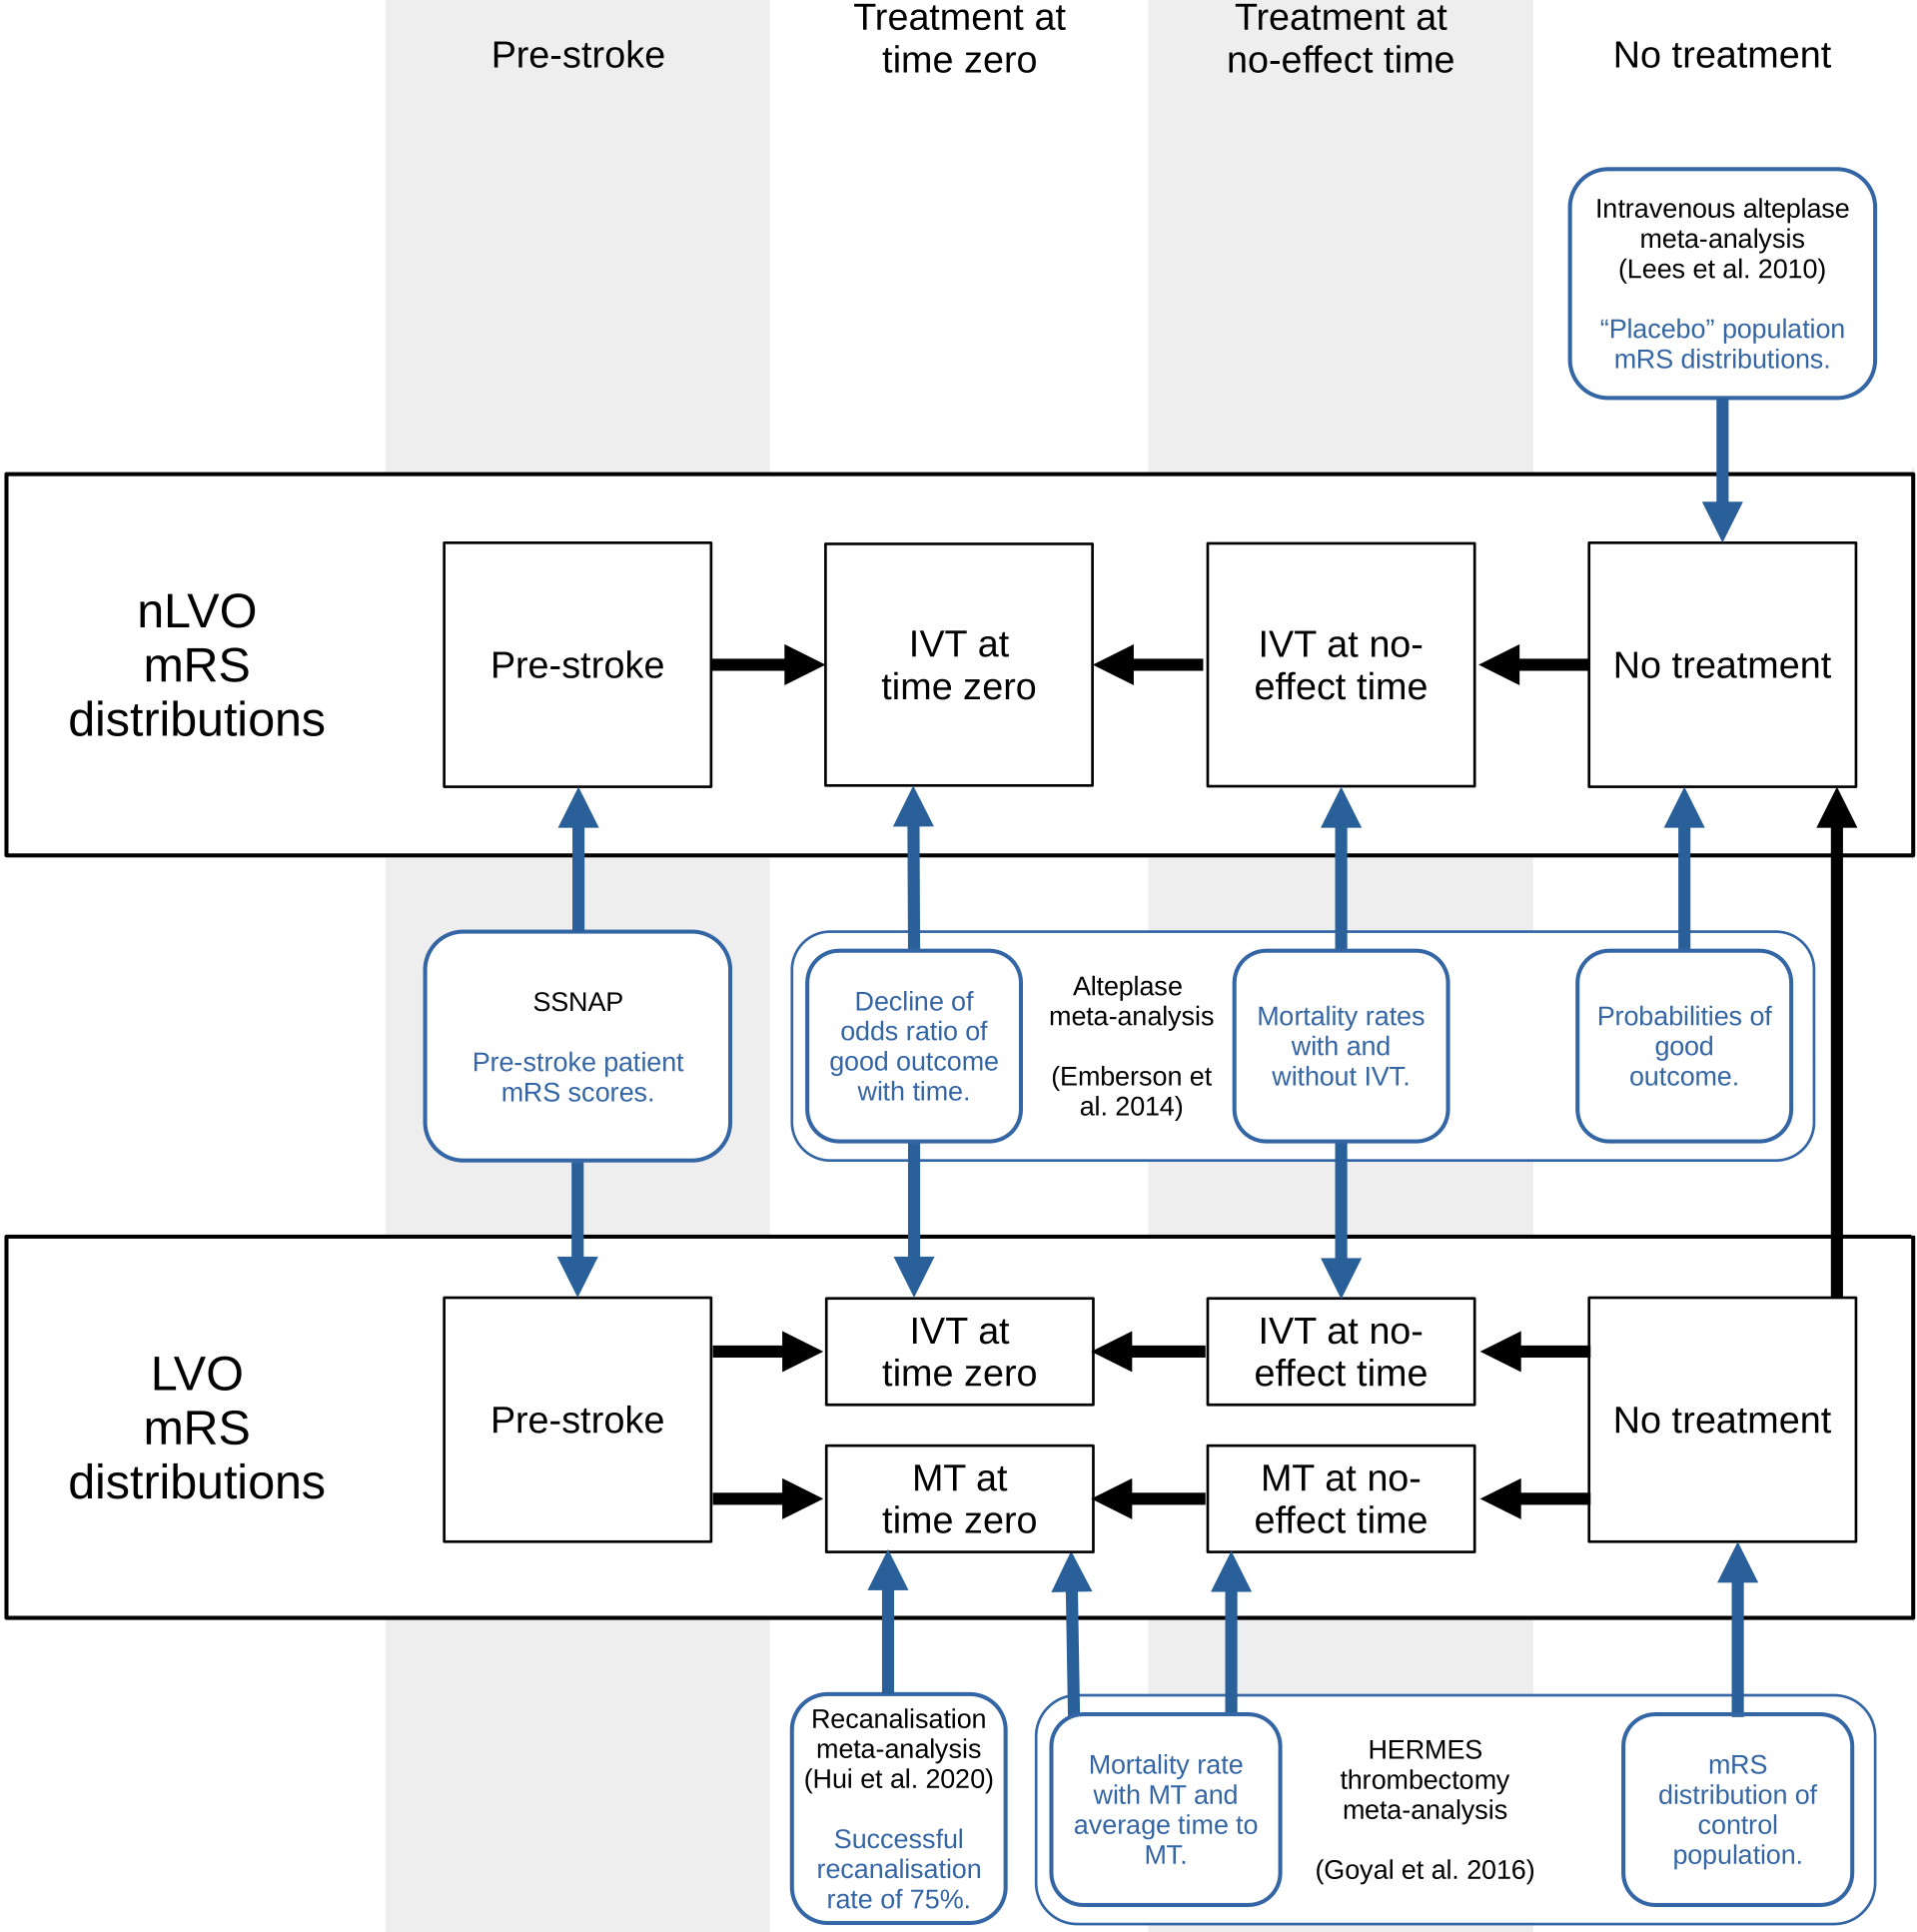 Pre-stroke
Treatment at
time zero
Treatment at
no-effect time
No treatment
Intravenous alteplase
meta-analysis
(Lees et al. 2010)
“Placebo” population
mRS distributions.
nLVO
mRS
distributions
Pre-stroke
IVT at
time zero
IVT at no-
effect time
No treatment
SSNAP
Pre-stroke patient
mRS scores.
Decline of
odds ratio of
good outcome
with time.
Alteplase
meta-analysis
(Emberson et
al. 2014)
Mortality rates
with and
without IVT.
Probabilities of
good
outcome.
LVO
mRS
distributions
Pre-stroke
IVT at
time zero
IVT at no-
effect time
No treatment
MT at
time zero
MT at no-
effect time
Recanalisation
meta-analysis
(Hui et al. 2020)
Successful
recanalisation
rate of 75%.
Mortality rate
with MT and
average time to
MT.
HERMES
thrombectomy
meta-analysis
(Goyal et al. 2016)
mRS
distribution of
control
population.